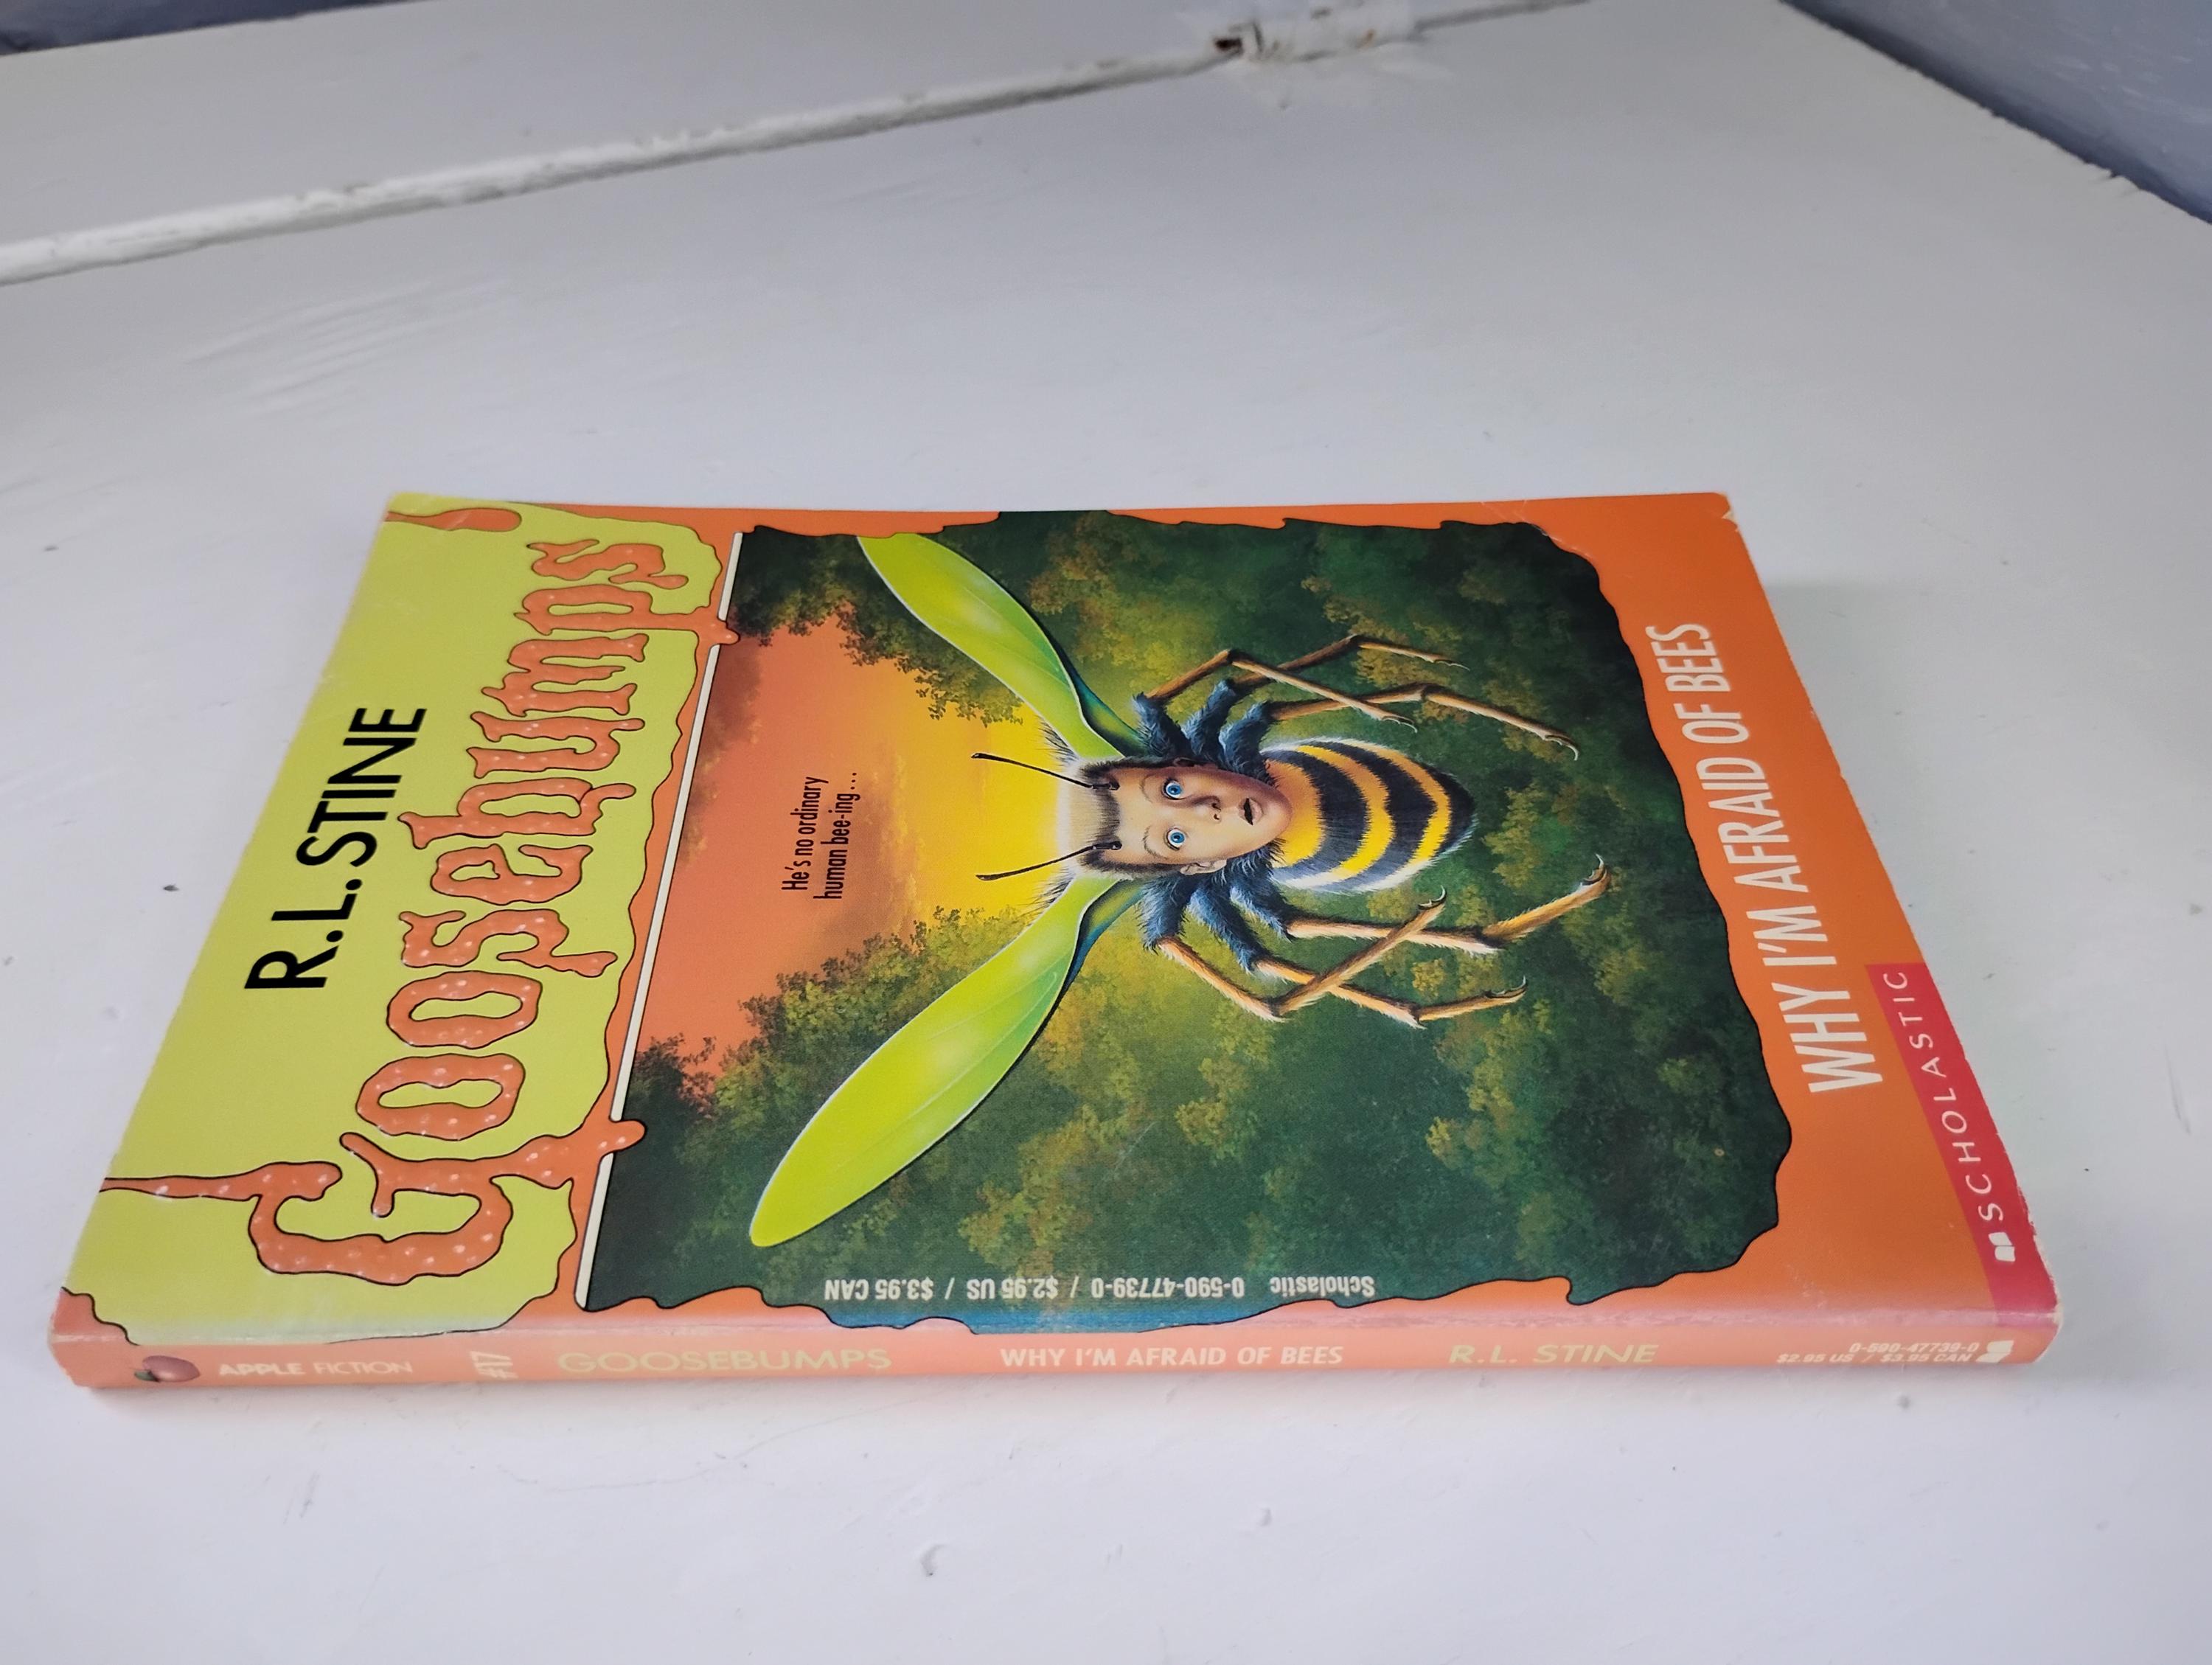 R.L. STINE
Goosebumps
He's no ordinary
human bee-ing...
WHY I'M AFRAID OF BEES
SCHOLASTIC
Scholastic 0-590-47739-0 / $2.95 US / $3.95 CAN
APPLE FICTION #17 GOOSEBUMPS WHY I'M AFRAID OF BEES R.L. STINE
0-590-47739-0
$2.95 US / $3.95 CAN